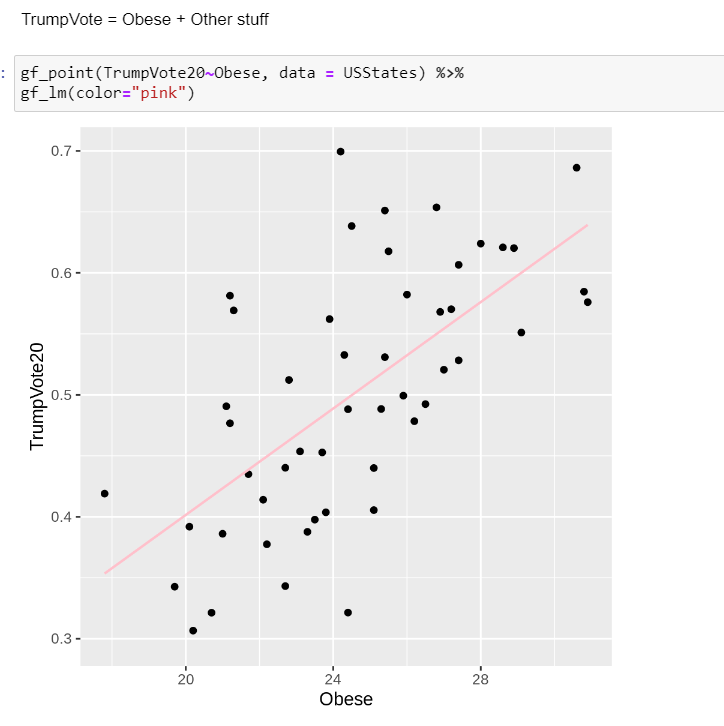 TrumpVote = Obese + Other stuff
: gf_point(TrumpVote20~Obese, data = USStates) %>%
gf_lm(color="pink")
0.7
0.6
0.5
0.4
0.3
TrumpVote20
20 24 28
Obese